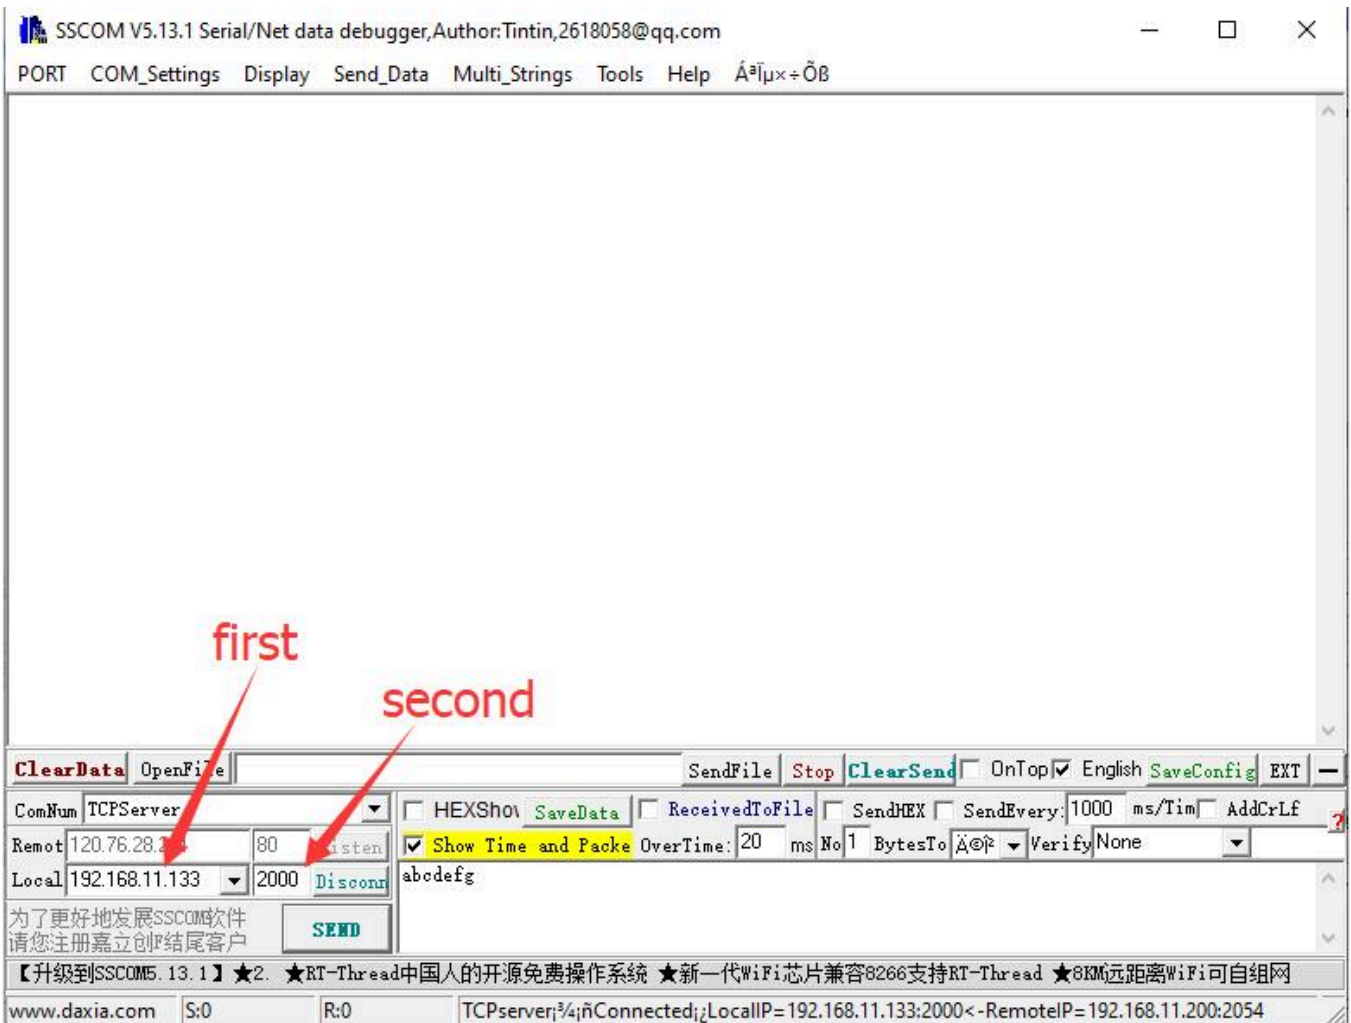 SSCOM V5.13.1 Serial/Net data debugger,Author:Tintin,2618058@qq.com
PORT COM_Settings Display Send_Data Multi_Strings Tools Help ÁªÏµ×÷Õß
first
second
ClearData OpenFile SendFile Stop ClearSend OnTop English SaveConfig EXT
ComNum TCPServer HEXShow SaveData ReceivedToFile SendHEX SendEvery: 1000 ms/Tim AddCrLf ?
Remot 120.76.28.2 80 isten Show Time and Packe OverTime: 20 ms No 1 BytesTo Verify None
Local 192.168.11.133 2000 Disconn abcdefg
为了更好地发展SSCOM软件
请您注册嘉立创F结尾客户
SEND
【升级到SSCOM5.13.1】★2. ★RT-Thread中国人的开源免费操作系统 ★新一代WiFi芯片兼容8266支持RT-Thread ★8KM远距离WiFi可自组网
www.daxia.com S:0 R:0 TCPserver¡¾¡ñConnected¡¿LocalIP=192.168.11.133:2000<-RemoteIP=192.168.11.200:2054